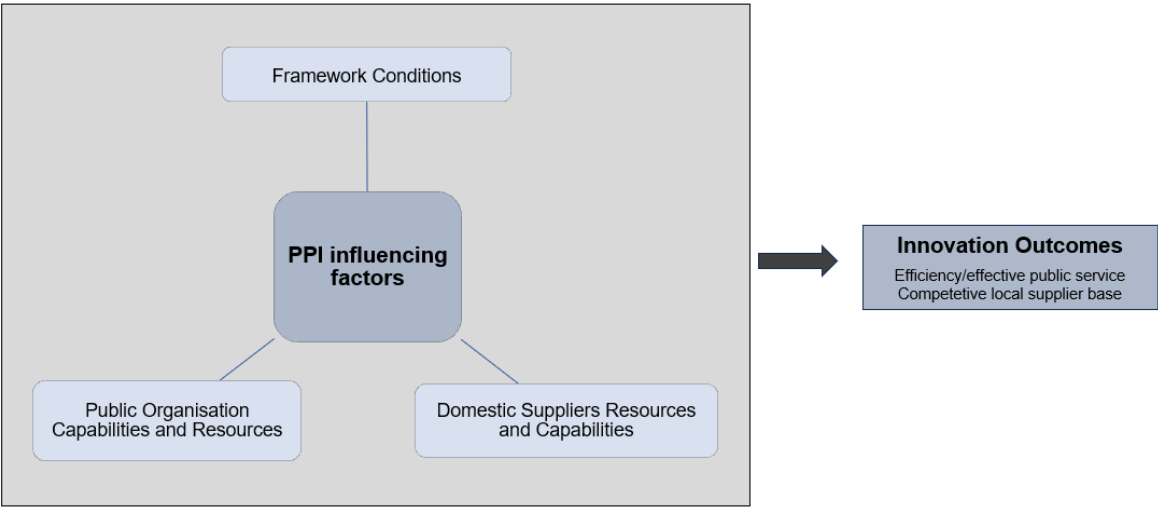 Framework Conditions
PPI influencing
factors
Public Organisation
Capabilities and Resources
Domestic Suppliers Resources
and Capabilities
Innovation Outcomes
Efficiency/effective public service
Competetive local supplier base